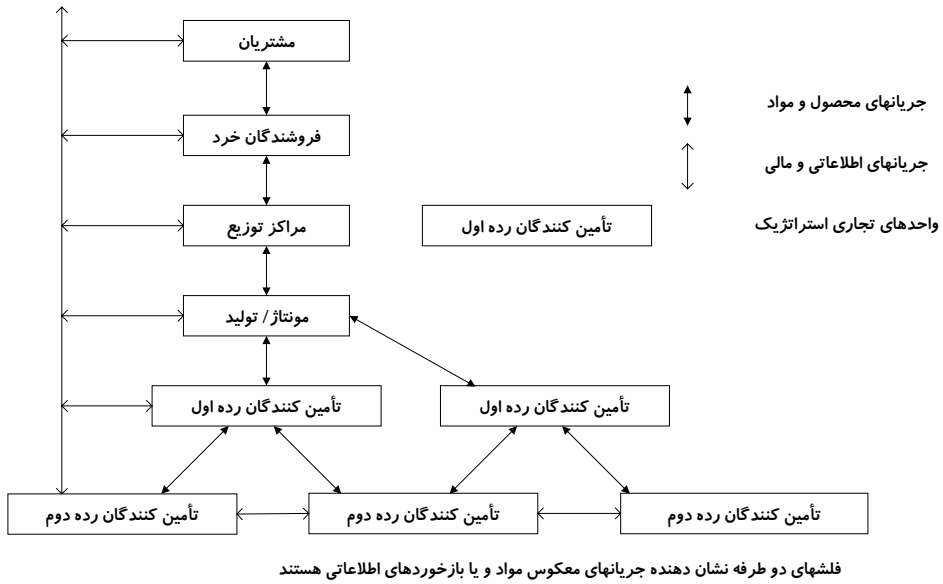 مشتریان
فروشندگان خرد
مراکز توزیع
مونتاژ/ تولید
تأمین کنندگان رده اول
تأمین کنندگان رده اول
تأمین کنندگان رده دوم
تأمین کنندگان رده دوم
تأمین کنندگان رده دوم
جریانهای محصول و مواد
جریانهای اطلاعاتی و مالی
واحدهای تجاری استراتژیک
تأمین کنندگان رده اول
فلشهای دو طرفه نشان دهنده جریانهای معکوس مواد و یا بازخوردهای اطلاعاتی هستند